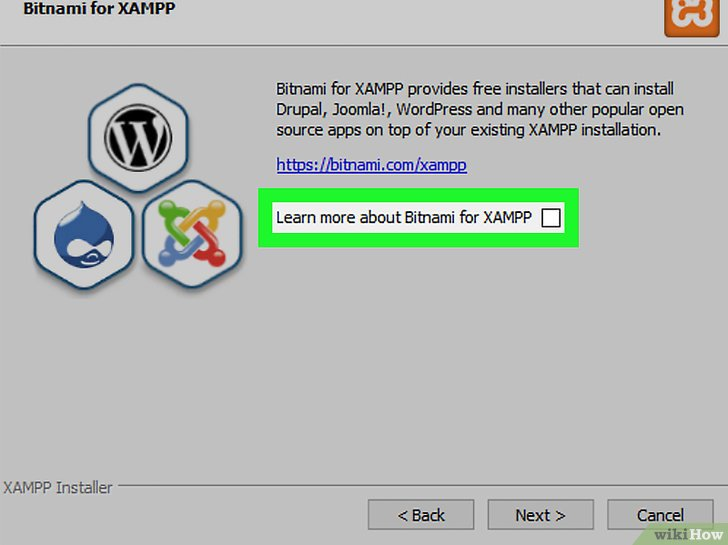 Bitnami for XAMPP
Bitnami for XAMPP provides free installers that can install
Drupal, Joomla!, WordPress and many other popular open
source apps on top of your existing XAMPP installation.
https://bitnami.com/xampp
Learn more about Bitnami for XAMPP
XAMPP Installer
< Back
Next >
Cancel
wikiHow